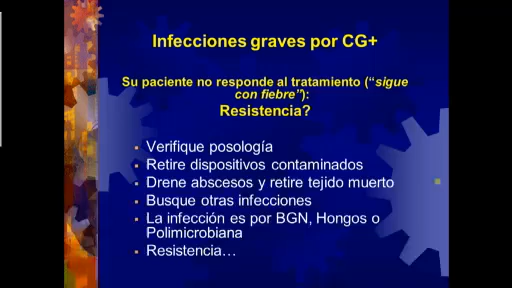 Infecciones graves por CG+
Su paciente no responde al tratamiento (“sigue
con fiebre”):
Resistencia?
Verifique posología
Retire dispositivos contaminados
Drene abscesos y retire tejido muerto
Busque otras infecciones
La infección es por BGN, Hongos o
Polimicrobiana
Resistencia…